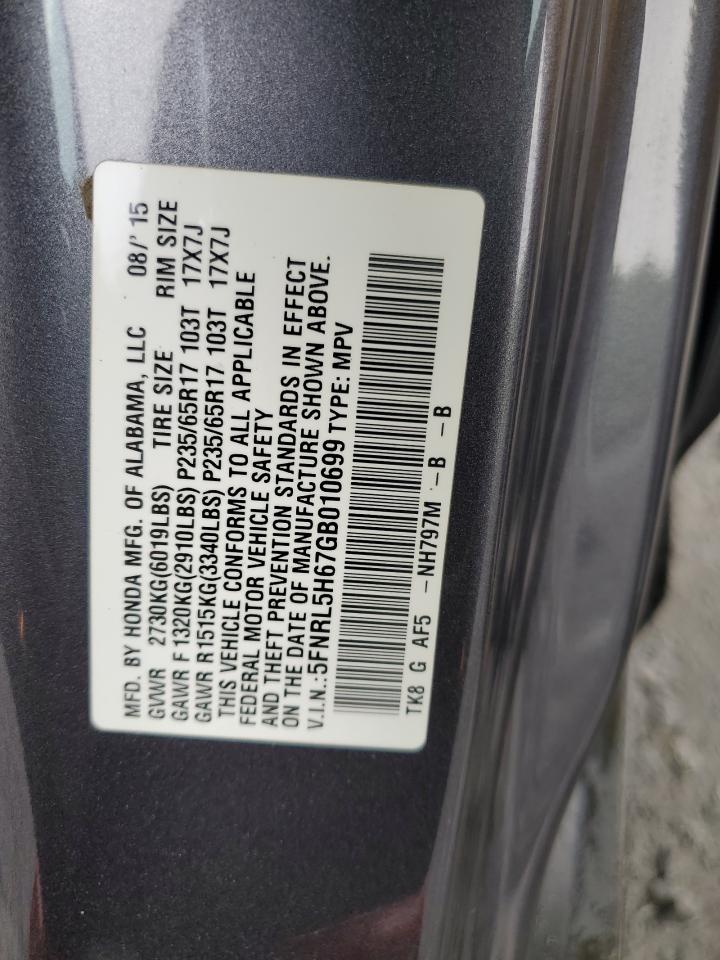 MFD. BY HONDA MFG. OF ALABAMA, LLC 08/' 15
GVWR 2730KG(6019LBS) TIRE SIZE RIM SIZE
GAWR F 1320KG(2910LBS) P235/65R17 103T 17X7J
GAWR R1515KG(3340LBS) P235/65R17 103T 17X7J
THIS VEHICLE CONFORMS TO ALL APPLICABLE
FEDERAL MOTOR VEHICLE SAFETY
AND THEFT PREVENTION STANDARDS IN EFFECT
ON THE DATE OF MANUFACTURE SHOWN ABOVE.
V.I.N.:5FNRL5H67GB010699 TYPE: MPV
TK8 G AF5 -NH797M -B -B